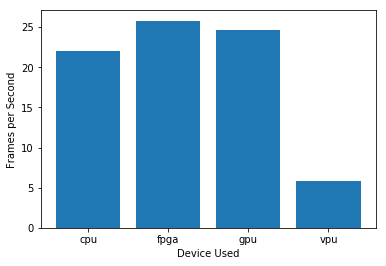 Frames per Second
25
20
15
10
5
0
cpu fpga gpu vpu
Device Used